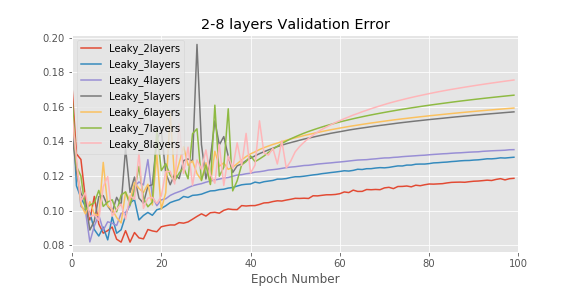 2-8 layers Validation Error
0.20
0.18
0.16
0.14
0.12
0.10
0.08
Leaky_2layers
Leaky_3layers
Leaky_4layers
Leaky_5layers
Leaky_6layers
Leaky_7layers
Leaky_8layers
0 20 40 60 80 100
Epoch Number